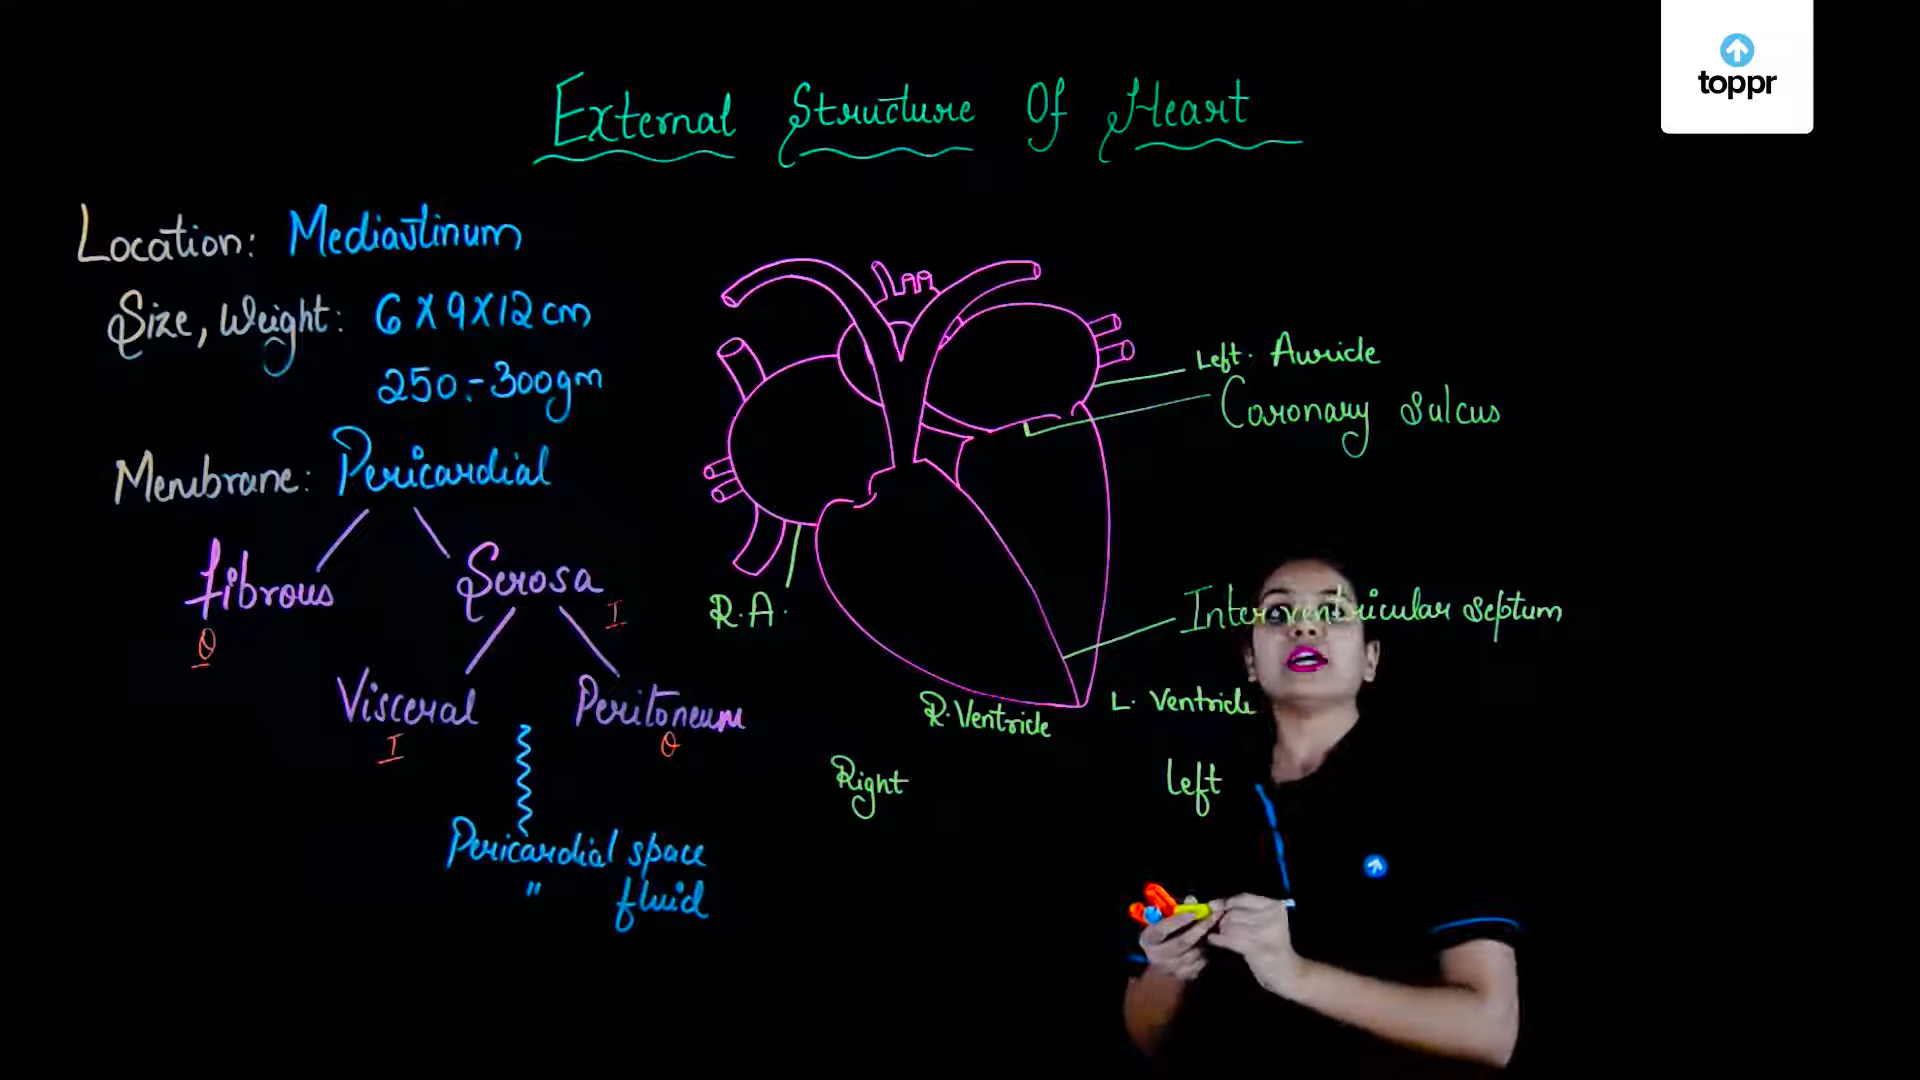 toppr
External Structure Of Heart
Location: Mediastinum
Size, Weight: 6 X 9 X 12 cm
250-300gm
Membrane: Pericardial
fibrous
O
Serosa
I
Visceral
I
Peritoneum
O
Pericardial space
" fluid
Left. Auricle
Coronary Sulcus
R.A.
Interventricular Septum
R. Ventricle
L. Ventricle
Right
Left